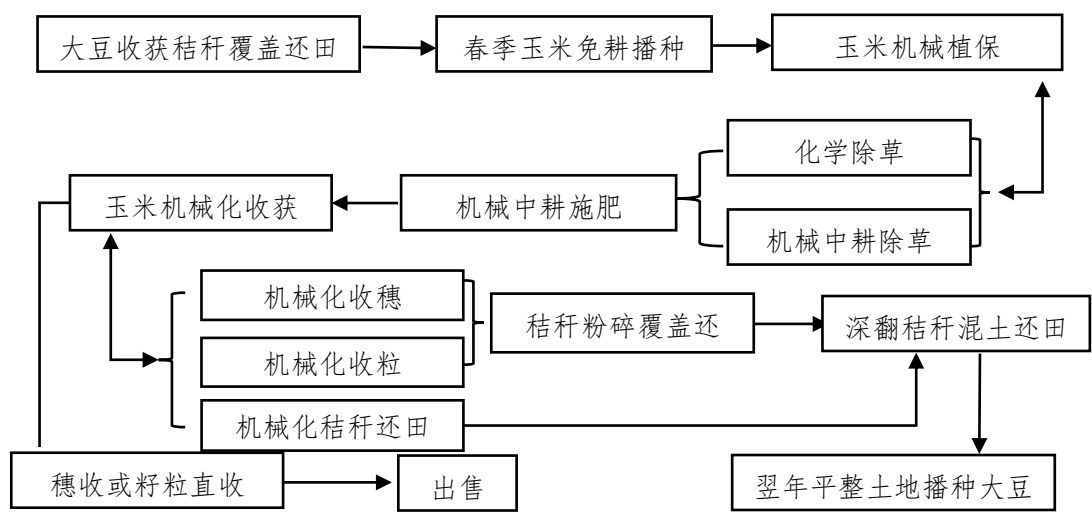 大豆收获秸秆覆盖还田
春季玉米免耕播种
玉米机械植保
化学除草
玉米机械化收获
机械中耕施肥
机械中耕除草
机械化收穗
秸秆粉碎覆盖还
深翻秸秆混土还田
机械化收粒
机械化秸秆还田
穗收或籽粒直收
出售
翌年平整土地播种大豆